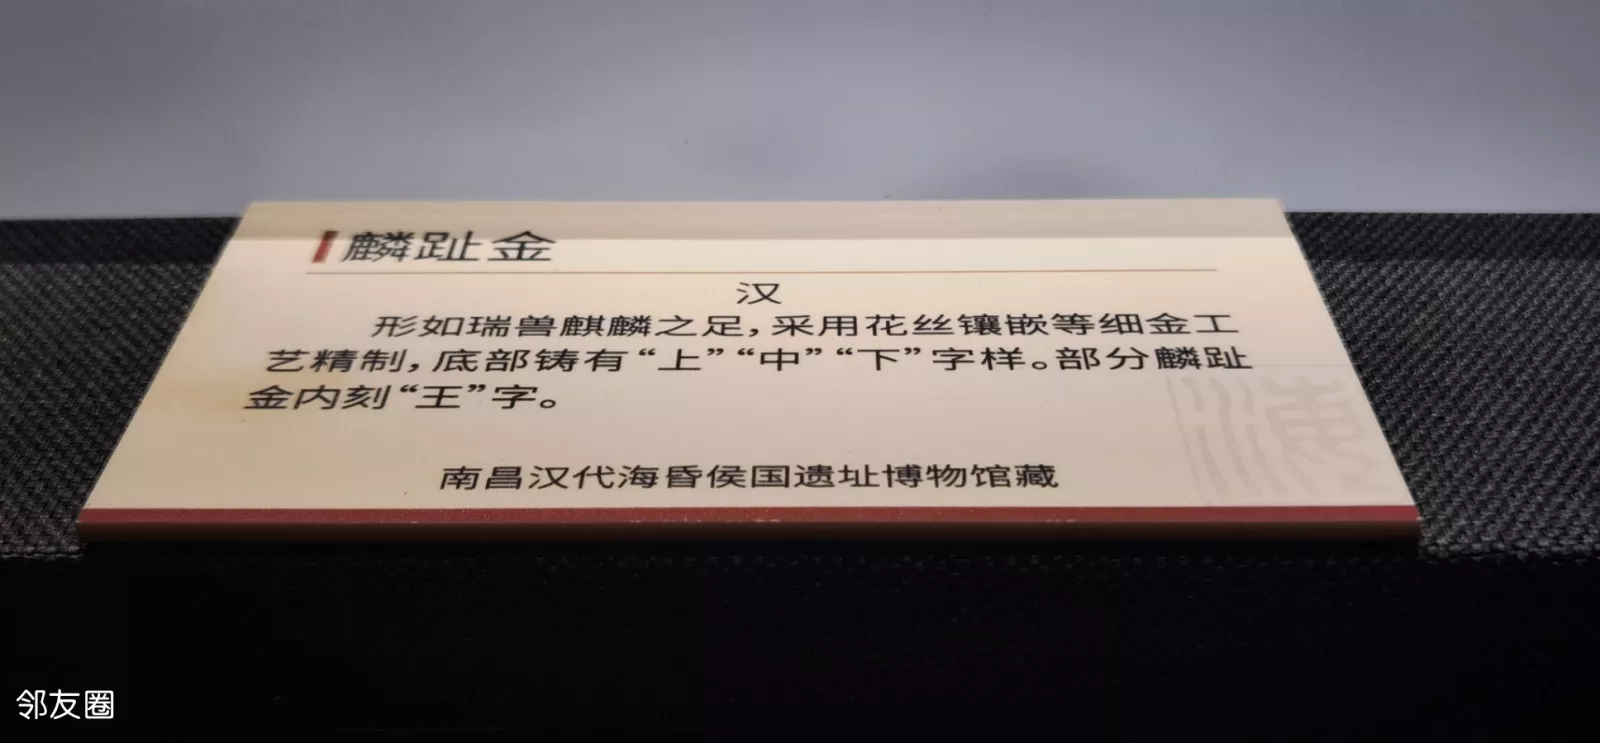 麟趾金
汉
形如瑞兽麒麟之足，采用花丝镶嵌等细金工
艺精制，底部铸有“上”“中”“下”字样。部分麟趾
金内刻“王”字。
南昌汉代海昏侯国遗址博物馆藏
邻友圈